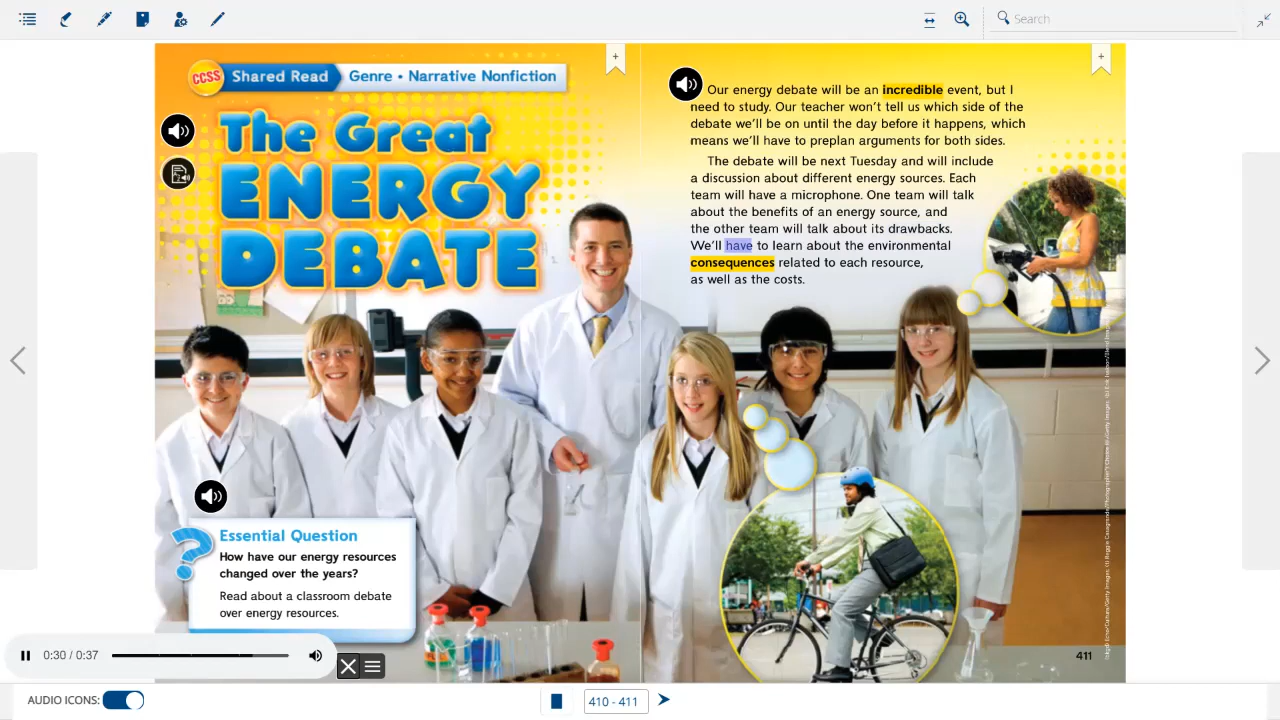 Search
CCSS Shared Read Genre • Narrative Nonfiction
The Great
ENERGY
DEBATE
Essential Question
How have our energy resources
changed over the years?
Read about a classroom debate
over energy resources.
Our energy debate will be an incredible event, but I
need to study. Our teacher won't tell us which side of the
debate we'll be on until the day before it happens, which
means we'll have to preplan arguments for both sides.
The debate will be next Tuesday and will include
a discussion about different energy sources. Each
team will have a microphone. One team will talk
about the benefits of an energy source, and
the other team will talk about its drawbacks.
We'll have to learn about the environmental
consequences related to each resource,
as well as the costs.
411
0:30 / 0:37
AUDIO ICONS:
410 - 411